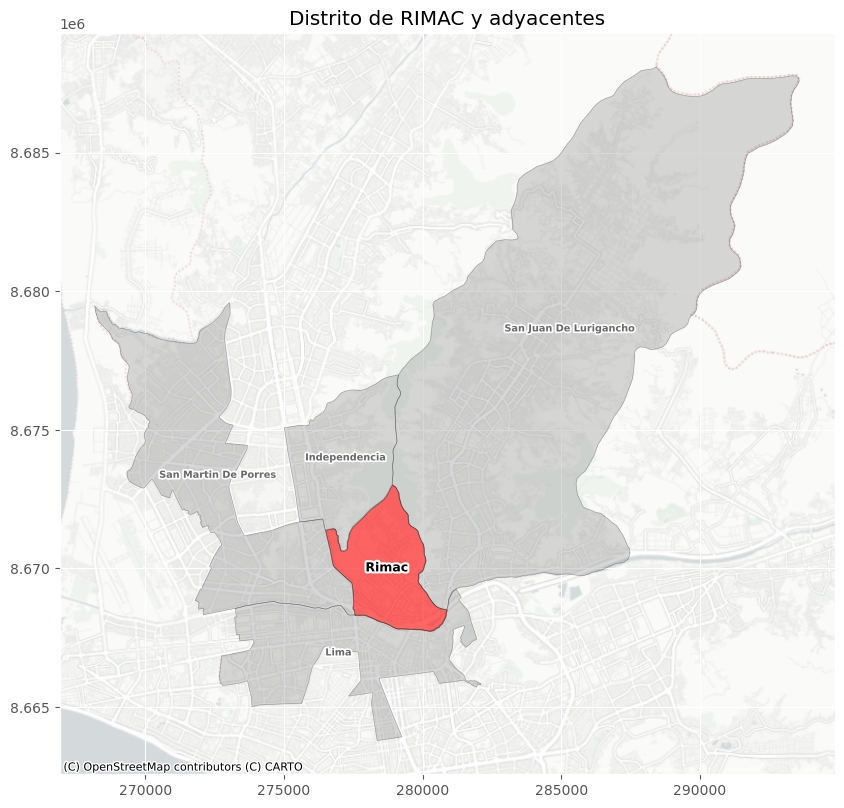 Distrito de RIMAC y adyacentes
1e6
8.685
8.680
San Juan De Lurigancho
8.675
Independencia
San Martin De Porres
8.670
Rimac
Lima
8.665
(C) OpenStreetMap contributors (C) CARTO
270000 275000 280000 285000 290000